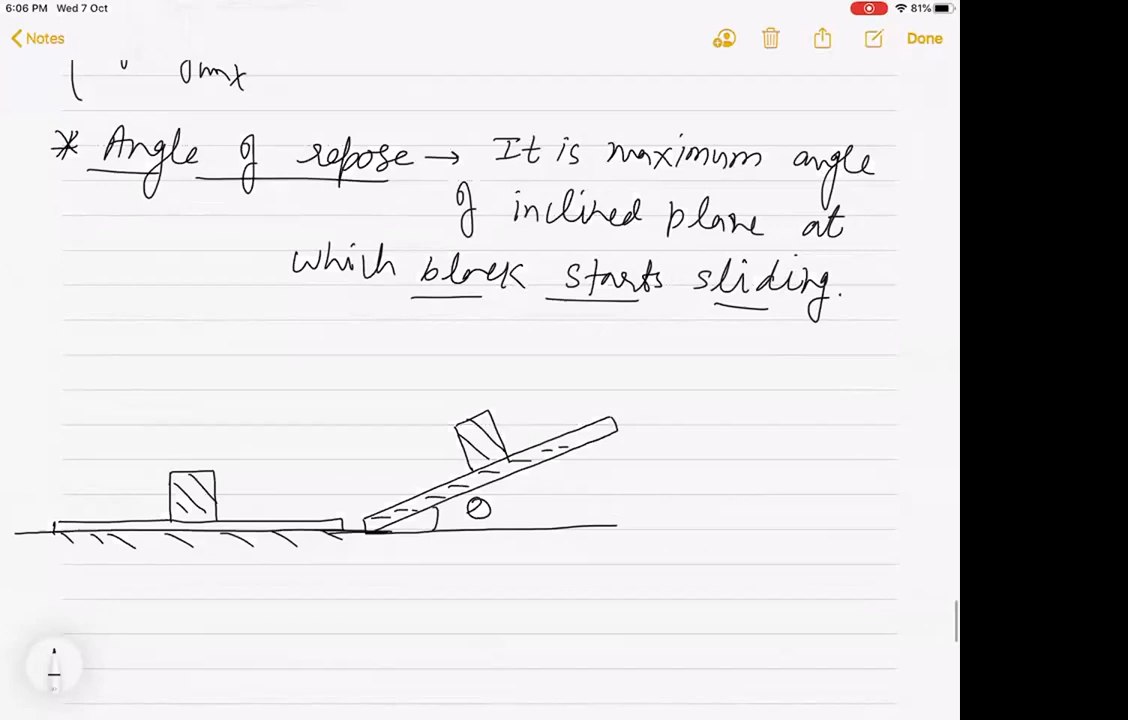 6:06 PM Wed 7 Oct
81%
Notes
Done
* Angle of repose → It is maximum angle
of inclined plane at
which block starts sliding.
θ